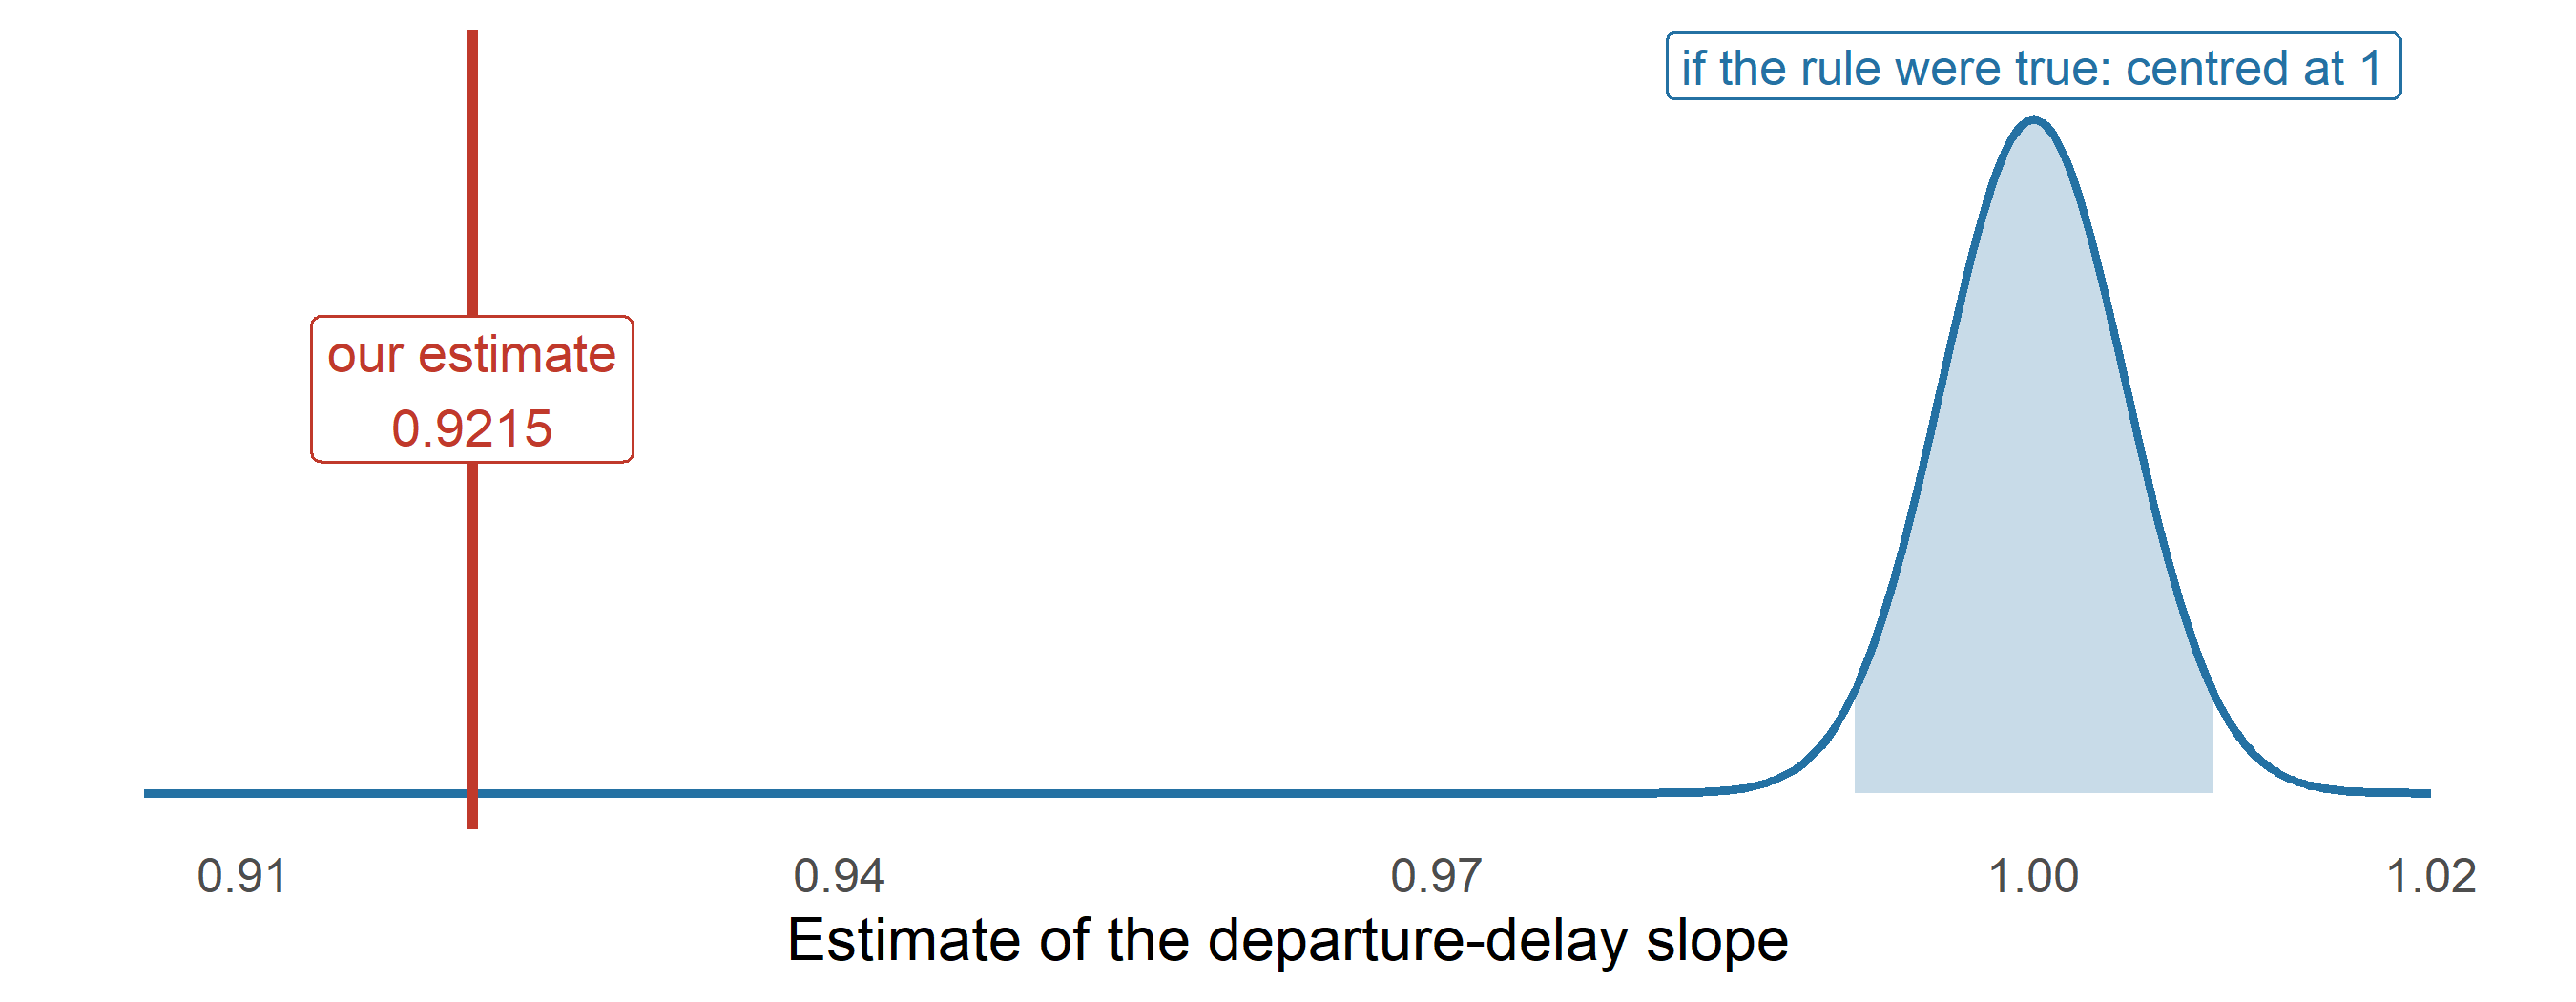 if the rule were true: centred at 1
our estimate
0.9215
0.91
0.94
0.97
1.00
1.02
Estimate of the departure-delay slope